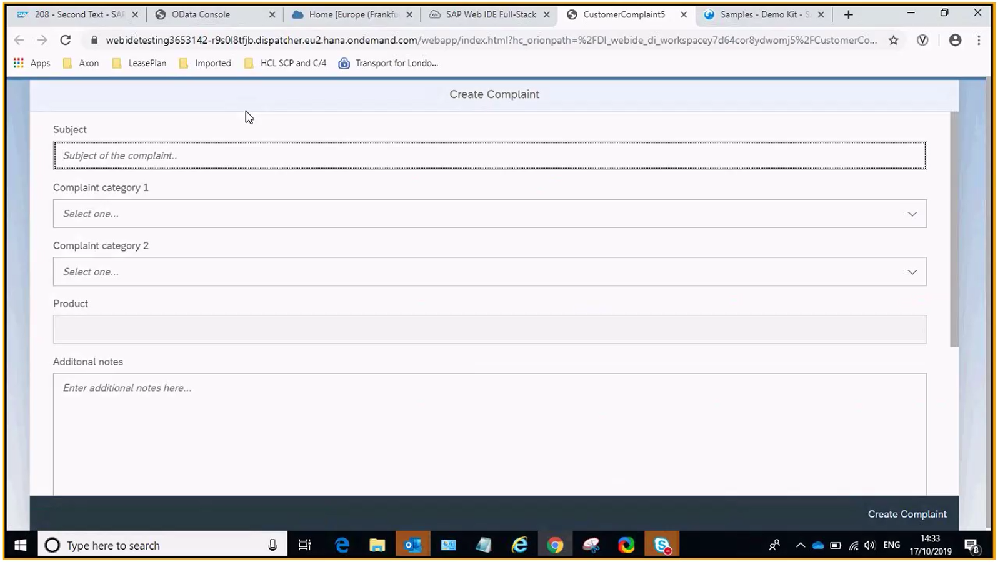 208 - Second Text - SAP
OData Console
Home [Europe (Frankfu
SAP Web IDE Full-Stack
CustomerComplaint5
Samples - Demo Kit - S
webidetesting3653142-r9s0l8tfjb.dispatcher.eu2.hana.ondemand.com/webapp/index.html?hc_orionpath=%2FDI_webide_di_workspacey7d64cor8ydwomj5%2FCustomerCo...
Apps
Axon
LeasePlan
Imported
HCL SCP and C/4
Transport for Londo...
Create Complaint
Subject
Subject of the complaint..
Complaint category 1
Select one...
Complaint category 2
Select one...
Product
Additonal notes
Enter additional notes here...
Create Complaint
Type here to search
ENG
14:33
17/10/2019
8